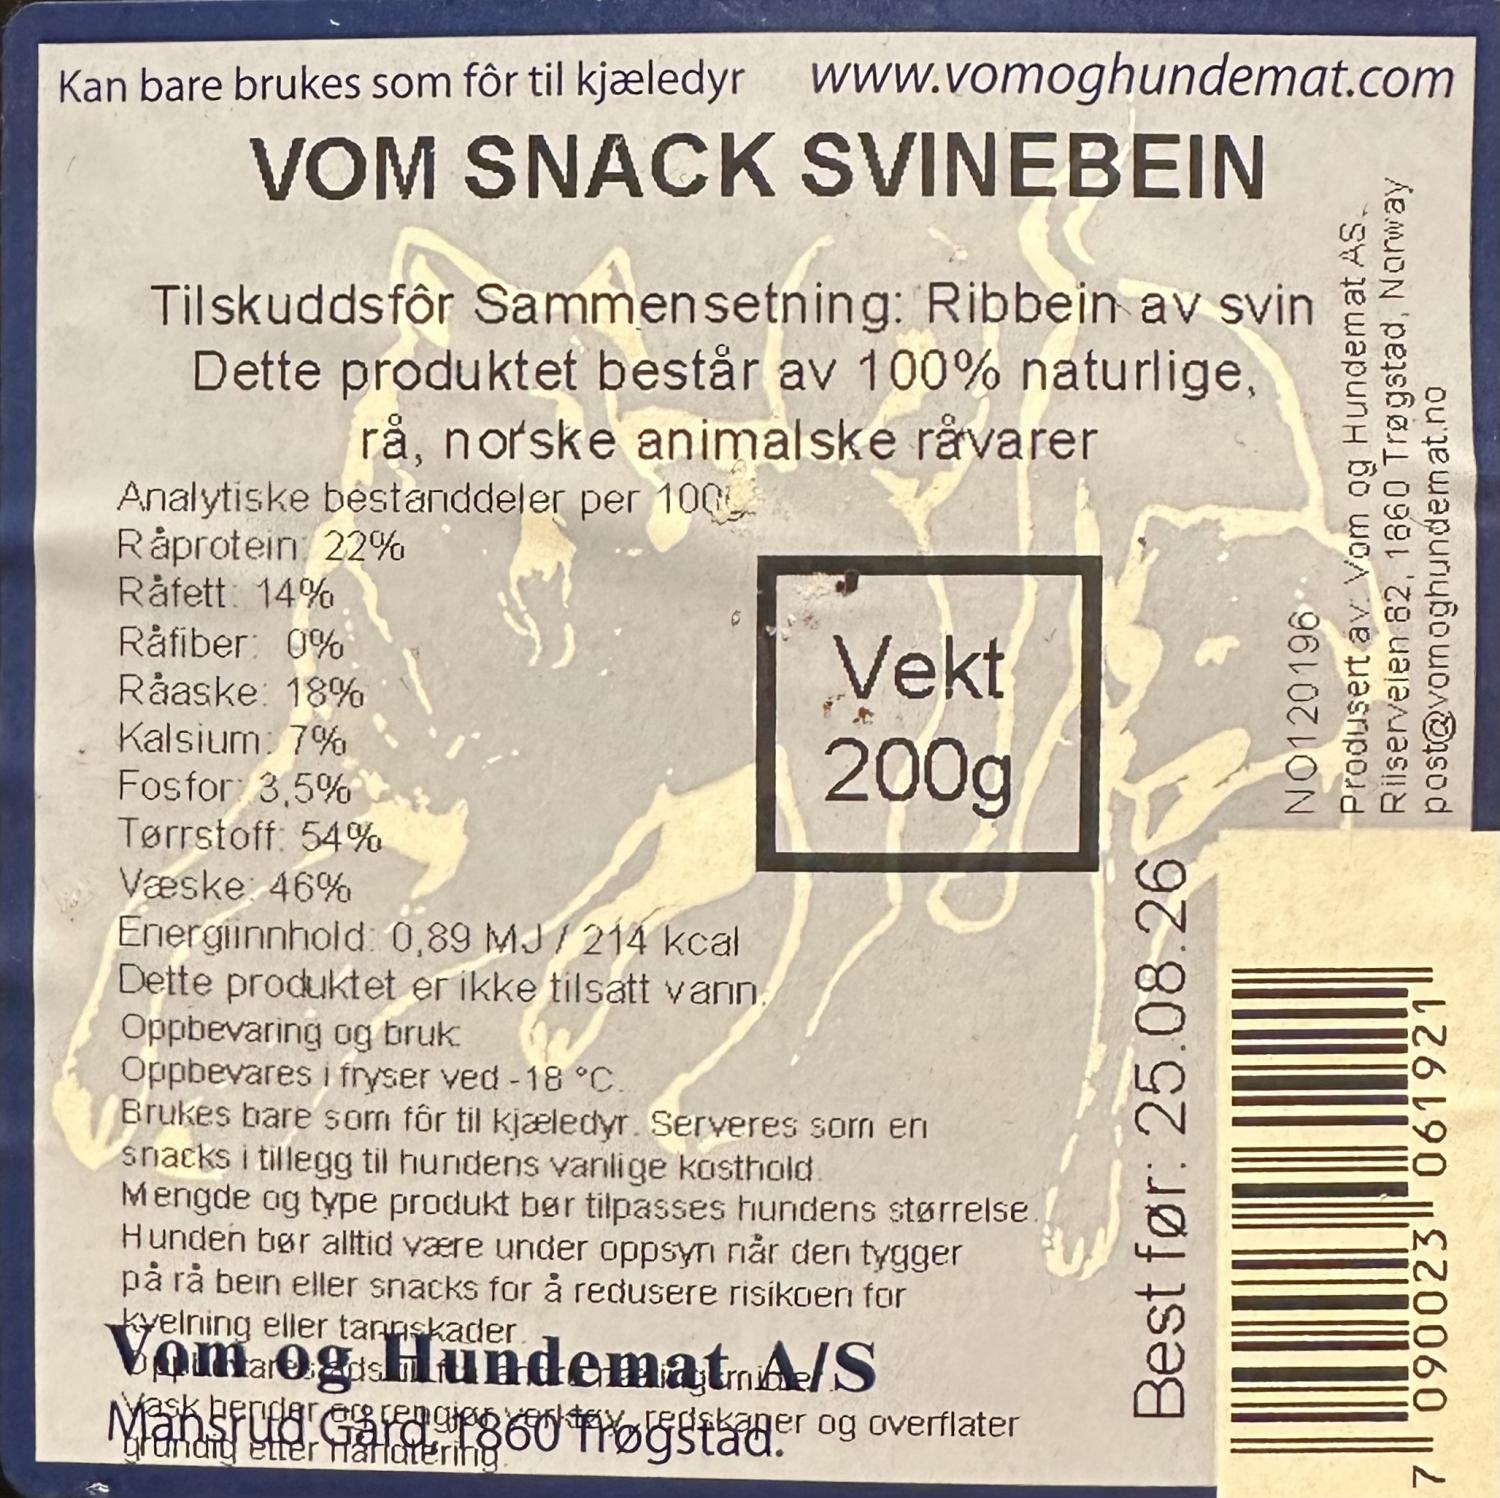 Kan bare brukes som fôr til kjæledyr
www.vomoghundemat.com
VOM SNACK SVINEBEIN
Tilskuddsfôr Sammensetning: Ribbein av svin
Dette produktet består av 100% naturlige,
rå, norske animalske råvarer
Analytiske bestanddeler per 100g
Råprotein: 22%
Råfett: 14%
Råfiber: 0%
Råaske: 18%
Kalsium: 7%
Fosfor: 3,5%
Tørrstoff: 54%
Væske: 46%
Energiinnhold: 0,89 MJ / 214 kcal
Dette produktet er ikke tilsatt vann.
Oppbevaring og bruk:
Oppbevares i fryser ved -18 °C.
Brukes bare som fôr til kjæledyr. Serveres som en
snacks i tillegg til hundens vanlige kosthold.
Mengde og type produkt bør tilpasses hundens størrelse.
Hunden bør alltid være under oppsyn når den tygger
på rå bein eller snacks for å redusere risikoen for
kvelning eller tannskader.
Vom og Hundemat A/S
Vask hender og rengjør verktøy, redskaper og overflater
Mansrud Gård, 1860 Trøgstad.
grundig etter håndtering.
Vekt
200g
NO120196
Produsert av: Vom og Hundemat AS,
Riiserveien 82, 1860 Trøgstad, Norway
post@vomoghundemat.no
Best før: 25.08.26
7 090023 061921